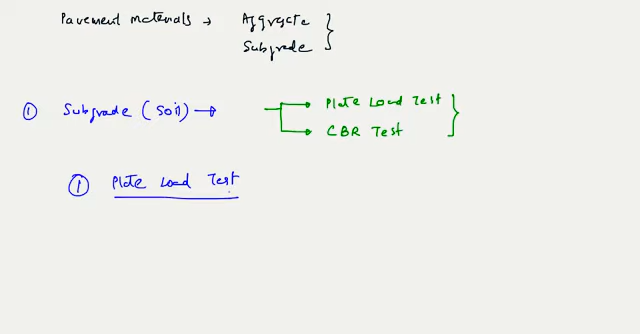 Pavement materials → Aggregate
Subgrade
① Subgrade (Soil) → Plate Load Test
CBR Test
① Plate Load Test